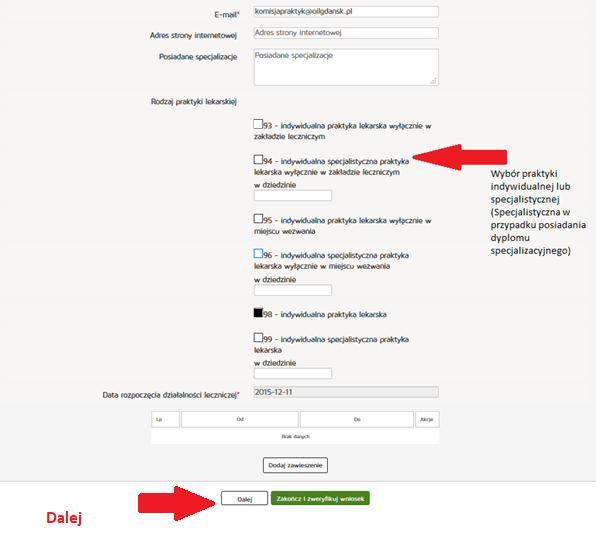 E-mail*
komisjapraktyk@oilgdansk.pl
Adres strony internetowej
Adres strony internetowej
Posiadane specjalizacje
Posiadane specjalizacje
Rodzaj praktyki lekarskiej
93 - indywidualna praktyka lekarska wyłącznie w
zakładzie leczniczym
94 - indywidualna specjalistyczna praktyka
lekarska wyłącznie w zakładzie leczniczym
w dziedzinie
Wybór praktyki
indywidualnej lub
specjalistycznej
(Specjalistyczna w
przypadku posiadania
dyplomu
specjalizacyjnego)
95 - indywidualna praktyka lekarska wyłącznie w
miejscu wezwania
96 - indywidualna specjalistyczna praktyka
lekarska wyłącznie w miejscu wezwania
w dziedzinie
98 - indywidualna praktyka lekarska
99 - indywidualna specjalistyczna praktyka
lekarska
w dziedzinie
Data rozpoczęcia działalności leczniczej*
2015-12-11
Lp Od Do Akcje
Brak danych
Dodaj zawieszenie
Dalej
Zakończ i zweryfikuj wniosek
Dalej